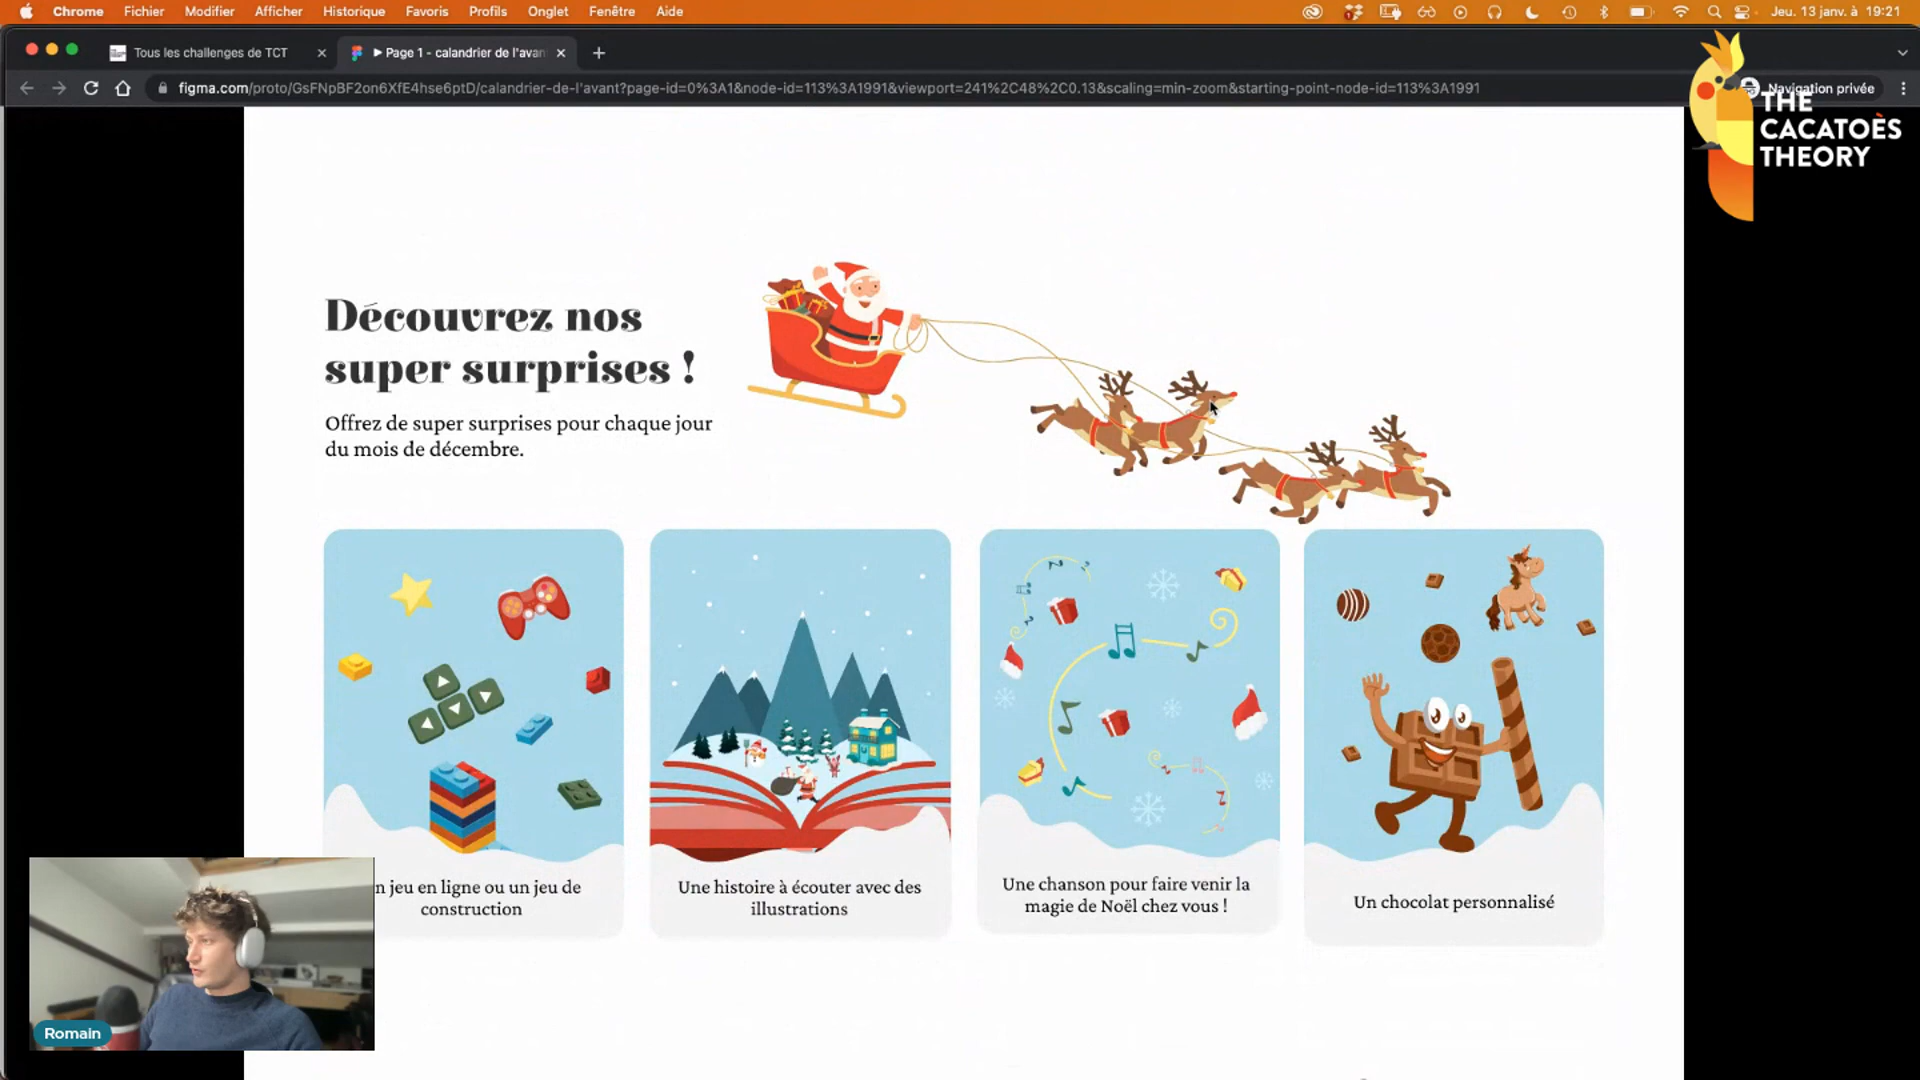 Chrome Fichier Modifier Afficher Historique Favoris Profils Onglet Fenêtre Aide Jeu. 13 janv. à 19:21
Tous les challenges de TCT Page 1 - calandrier de l'avan
figma.com/proto/GsFNpBF2on6XfE4hse6ptD/calandrier-de-l'avant?page-id=0%3A1&node-id=113%3A1991&viewport=241%2C48%2C0.13&scaling=min-zoom&starting-point-node-id=113%3A1991 Navigation privée
THE
CACATOÈS
THEORY
Découvrez nos
super surprises !
Offrez de super surprises pour chaque jour
du mois de décembre.
n jeu en ligne ou un jeu de
construction
Une histoire à écouter avec des
illustrations
Une chanson pour faire venir la
magie de Noël chez vous !
Un chocolat personnalisé
Romain